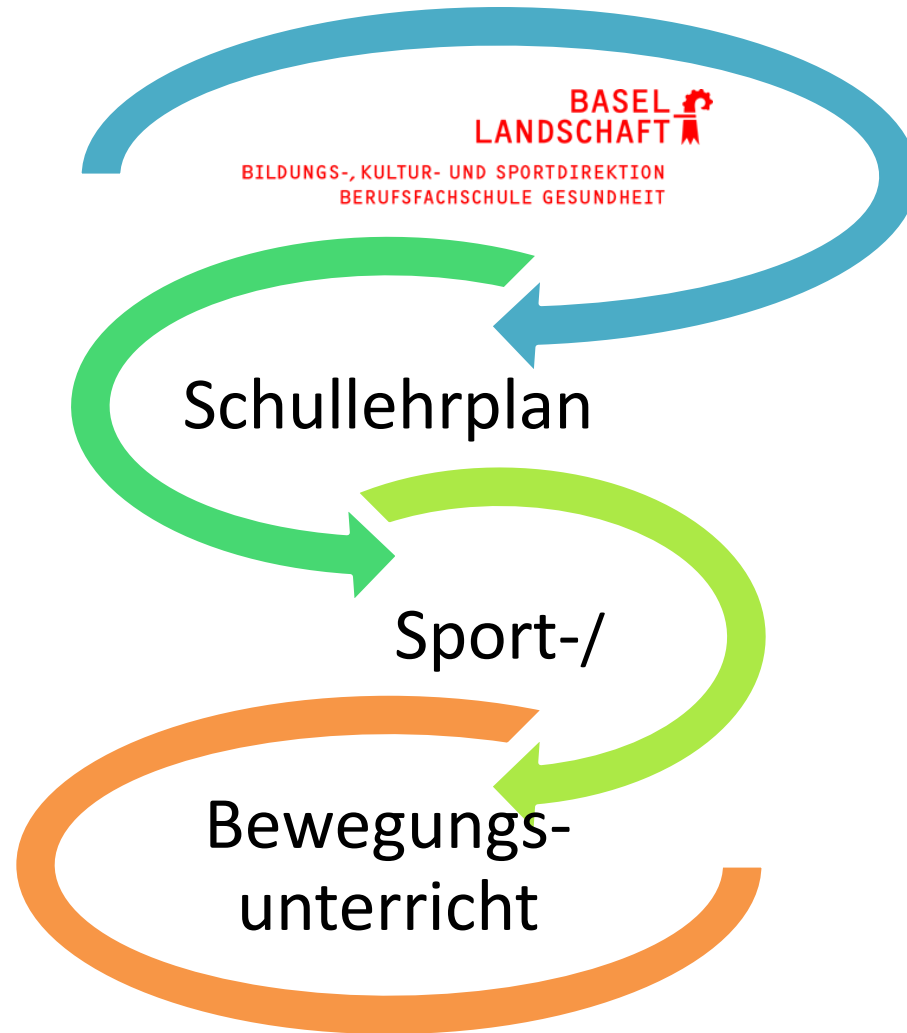 BASEL
LANDSCHAFT
BILDUNGS-, KULTUR- UND SPORTDIREKTION
BERUFSFACHSCHULE GESUNDHEIT
Schullehrplan
Sport-/
Bewegungs-
unterricht